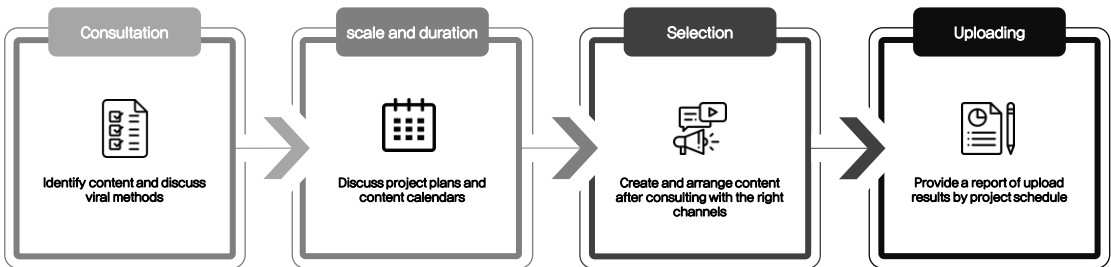 Consultation
Identify content and discuss
viral methods
scale and duration
Discuss project plans and
content calendars
Selection
Create and arrange content
after consulting with the right
channels
Uploading
Provide a report of upload
results by project schedule